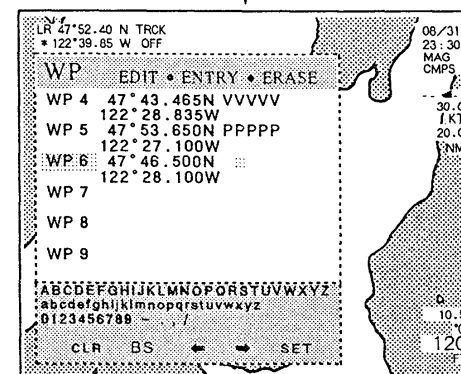 LR 47°52.40 N TRCK
* 122°39.85 W OFF
08/31
23:30
MAG
CMPS
WP EDIT • ENTRY • ERASE
WP 4 47°43.465N VVVVV
122°28.835W
WP 5 47°53.650N PPPPP
122°27.100W
WP 6 47°46.500N
122°28.100W
WP 7
WP 8
WP 9
30.0
KT
20.0
NM
ABCDEFGHIJKLMNOPQRSTUVWXYZ
abcdefghijklmnopqrstuvwxyz
0123456789 - . , /
CLR BS ← → SET
10.5
120